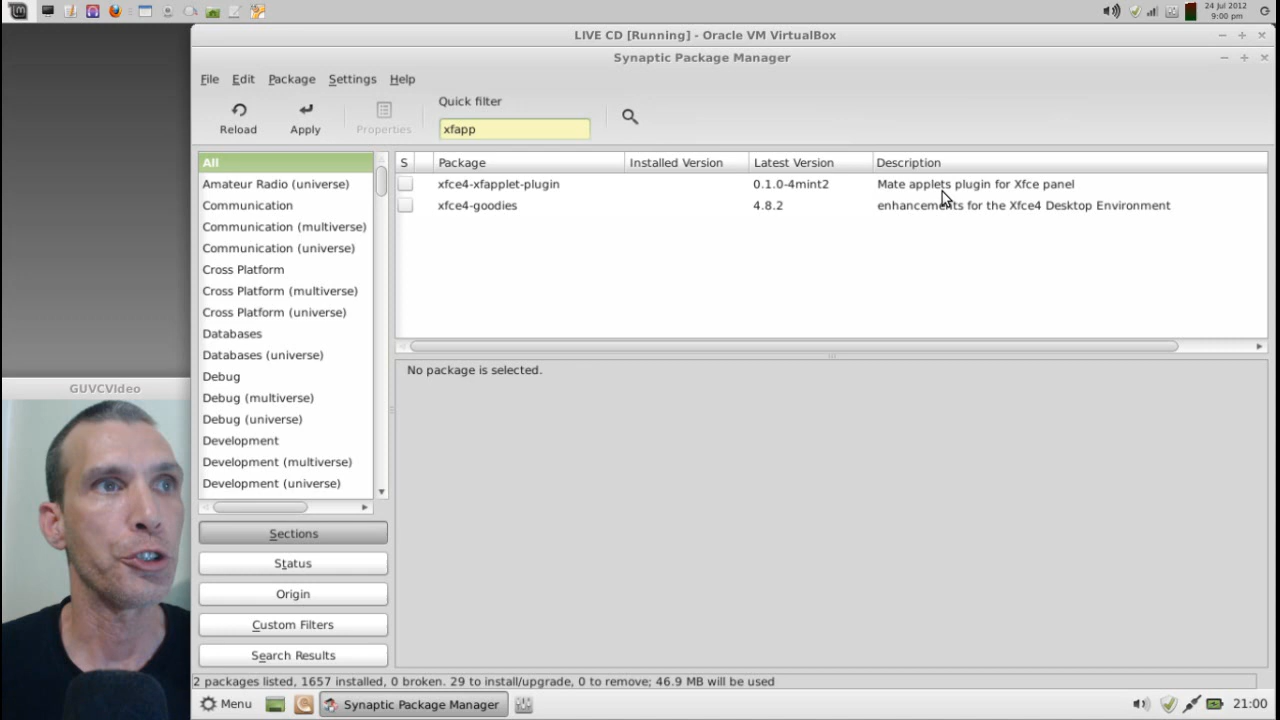 24 Jul 2012
9:00 pm
LIVE CD [Running] - Oracle VM VirtualBox
Synaptic Package Manager
File Edit Package Settings Help
Quick filter
Reload Apply Properties
xfapp
S Package Installed Version Latest Version Description
xfce4-xfapplet-plugin 0.1.0-4mint2 Mate applets plugin for Xfce panel
xfce4-goodies 4.8.2 enhancements for the Xfce4 Desktop Environment
All
Amateur Radio (universe)
Communication
Communication (multiverse)
Communication (universe)
Cross Platform
Cross Platform (multiverse)
Cross Platform (universe)
Databases
Databases (universe)
Debug
Debug (multiverse)
Debug (universe)
Development
Development (multiverse)
Development (universe)
No package is selected.
Sections
Status
Origin
Custom Filters
Search Results
GUVCVIdeo
2 packages listed, 1657 installed, 0 broken. 29 to install/upgrade, 0 to remove; 46.9 MB will be used
Menu Synaptic Package Manager 21:00